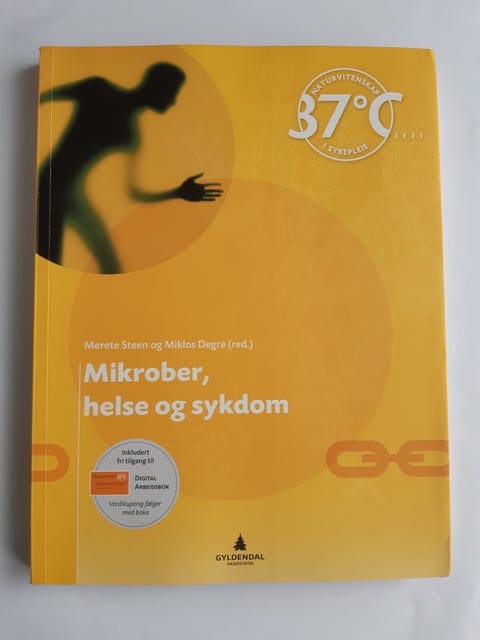 NATURVITENSKAP
37°C
I SYKEPLEIE
Merete Steen og Miklos Degré (red.)
Mikrober,
helse og sykdom
Inkludert
fri tilgang til
DIGITAL
ARBEIDSBOK
Verdikupong følger
med boka
GYLDENDAL
AKADEMISK